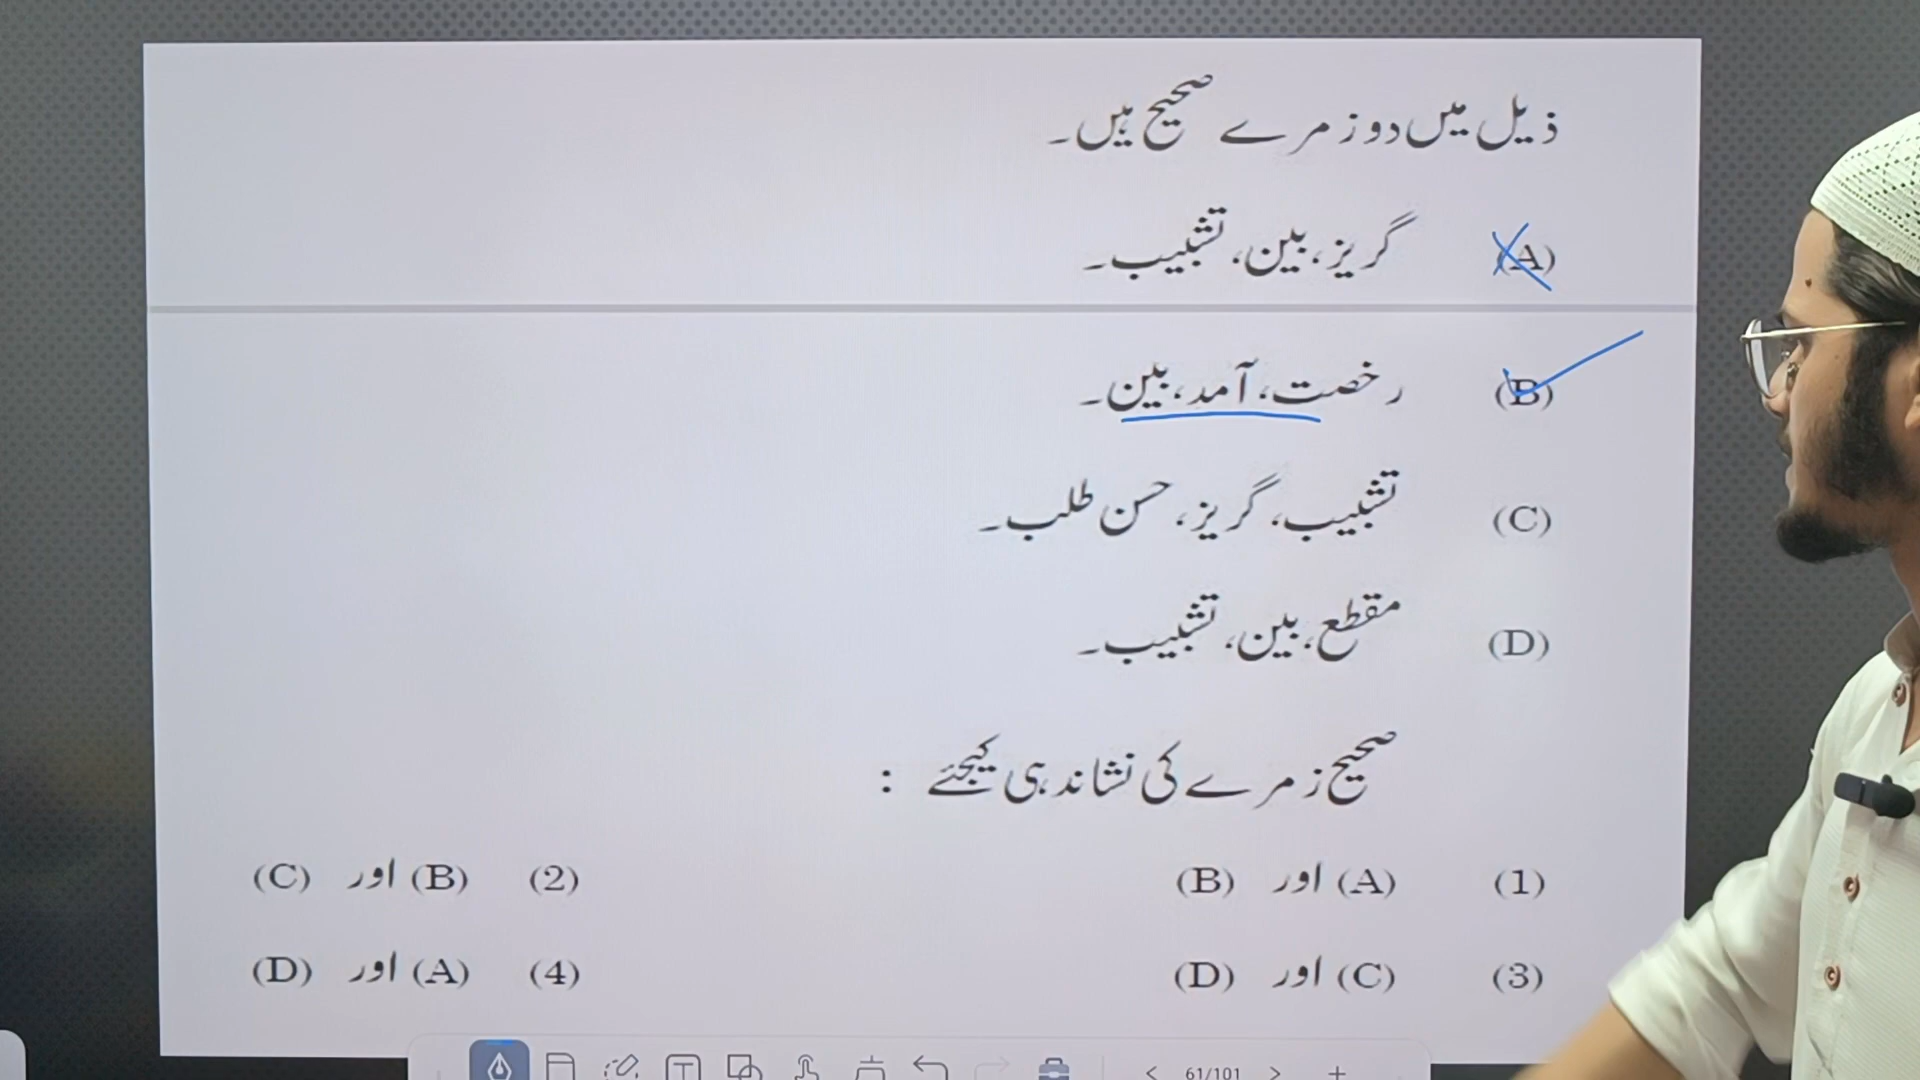 ذیل میں دو زمرے صحیح ہیں۔
(A) گریز، بین، تشبیب۔
(B) رخصت، آمد، بین۔
(C) تشبیب، گریز، حسن طلب۔
(D) مقطع، بین، تشبیب۔
صحیح زمرے کی نشاندہی کیجئے :
(1) (A) اور (B) (2) (B) اور (C)
(3) (C) اور (D) (4) (A) اور (D)
61/101